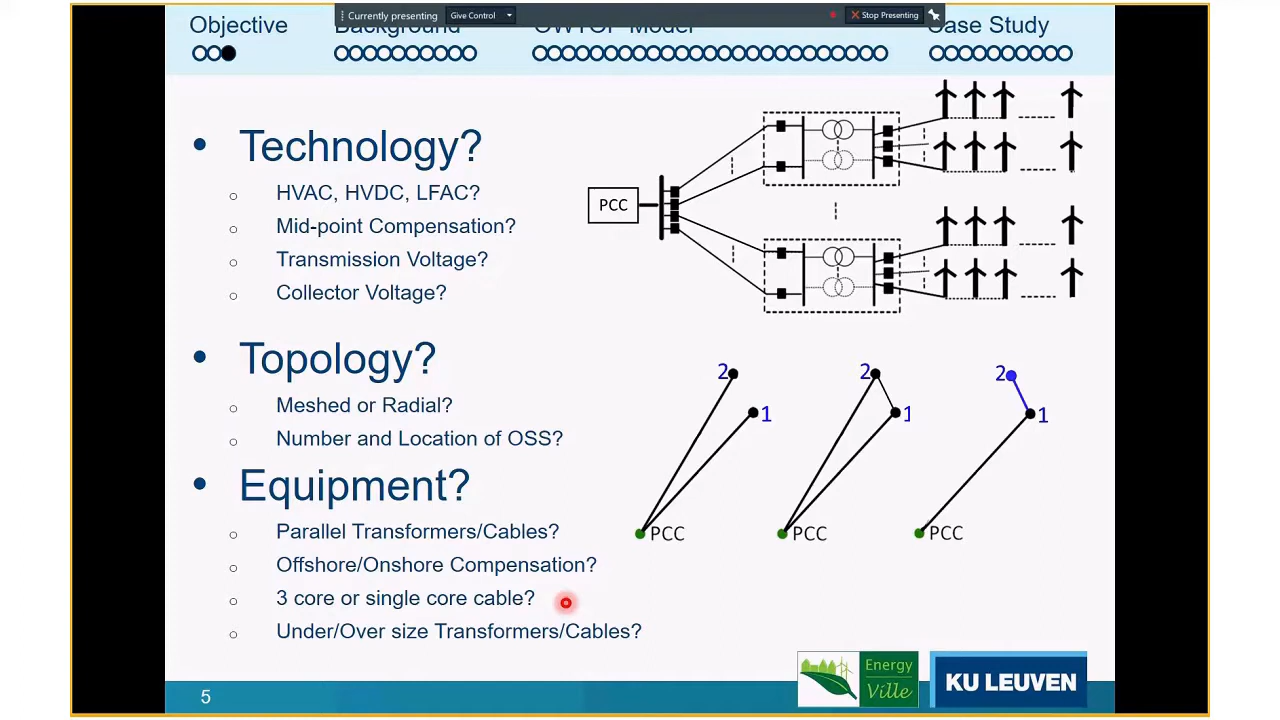 Currently presenting
Give Control
Stop Presenting
Objective
Background
OWTOP Model
Case Study
Technology?
HVAC, HVDC, LFAC?
Mid-point Compensation?
Transmission Voltage?
Collector Voltage?
PCC
Topology?
Meshed or Radial?
Number and Location of OSS?
2
1
PCC
2
1
PCC
2
1
PCC
Equipment?
Parallel Transformers/Cables?
Offshore/Onshore Compensation?
3 core or single core cable?
Under/Over size Transformers/Cables?
Energy
Ville
KU LEUVEN
5